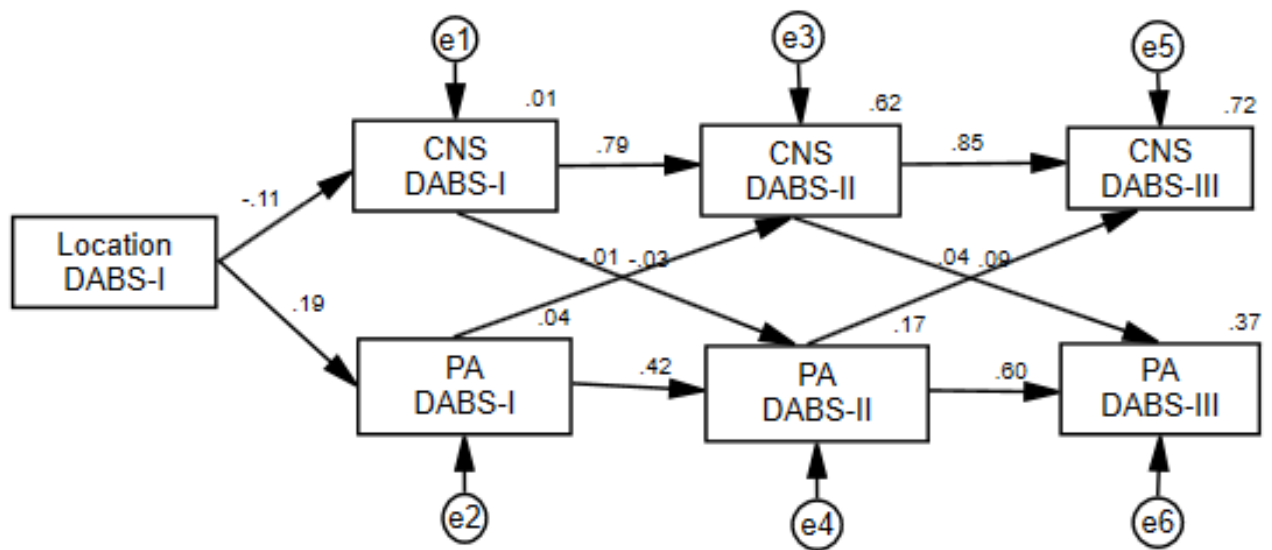 e1
e3
e5
.01
.62
.72
CNS
DABS-I
.79
CNS
DABS-II
.85
CNS
DABS-III
-.11
Location
DABS-I
-.01
-.03
.04
.09
.19
.04
.17
.37
PA
DABS-I
.42
PA
DABS-II
.60
PA
DABS-III
e2
e4
e6